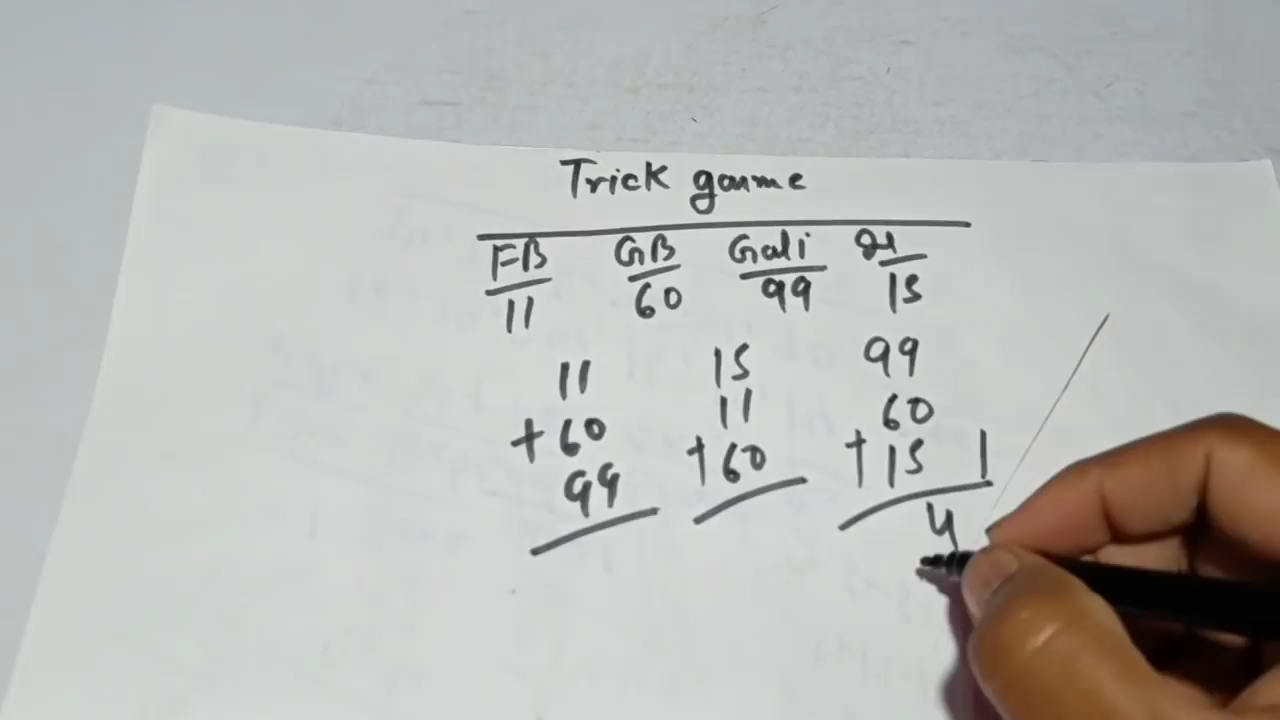 Trick game
FB GB Gali
11 60 99 15
11 15 99
+60 11 60
99 +60 +15 1
4